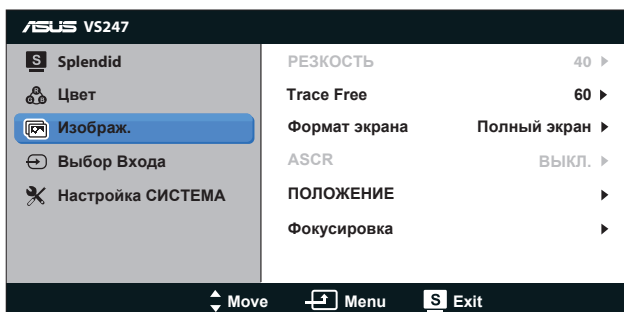 ASUS VS247
S Splendid
Цвет
Изображ.
Выбор Входа
Настройка СИСТЕМА
РЕЗКОСТЬ 40
Trace Free 60
Формат экрана Полный экран
ASCR ВЫКЛ.
ПОЛОЖЕНИЕ
Фокусировка
Move Menu S Exit